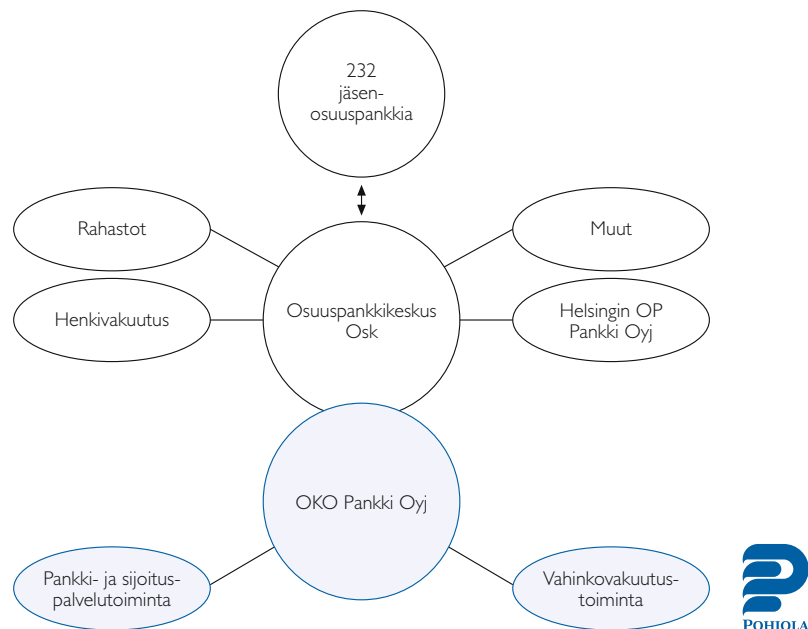 232
jäsen-
osuuspankkia
Rahastot
Muut
Henkivakuutus
Osuuspankkikeskus
Osk
Helsingin OP
Pankki Oyj
OKO Pankki Oyj
Pankki- ja sijoitus-
palvelutoiminta
Vahinkovakuutus-
toiminta
POHJOLA